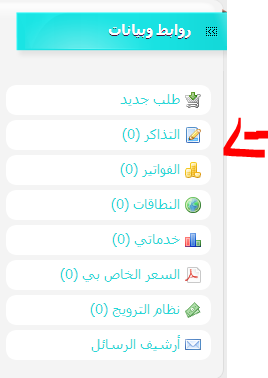 روابط وبيانات
طلب جديد
التذاكر (0)
الفواتير (0)
النطاقات (0)
خدماتي (0)
السعر الخاص بي (0)
نظام الترويج (0)
أرشيف الرسائل